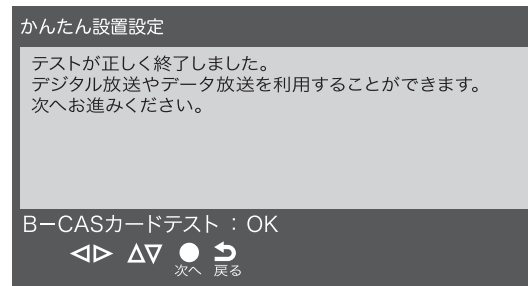 かんたん設置設定
テストが正しく終了しました。
デジタル放送やデータ放送を利用することができます。
次へお進みください。
B−CASカードテスト：OK
次へ 戻る